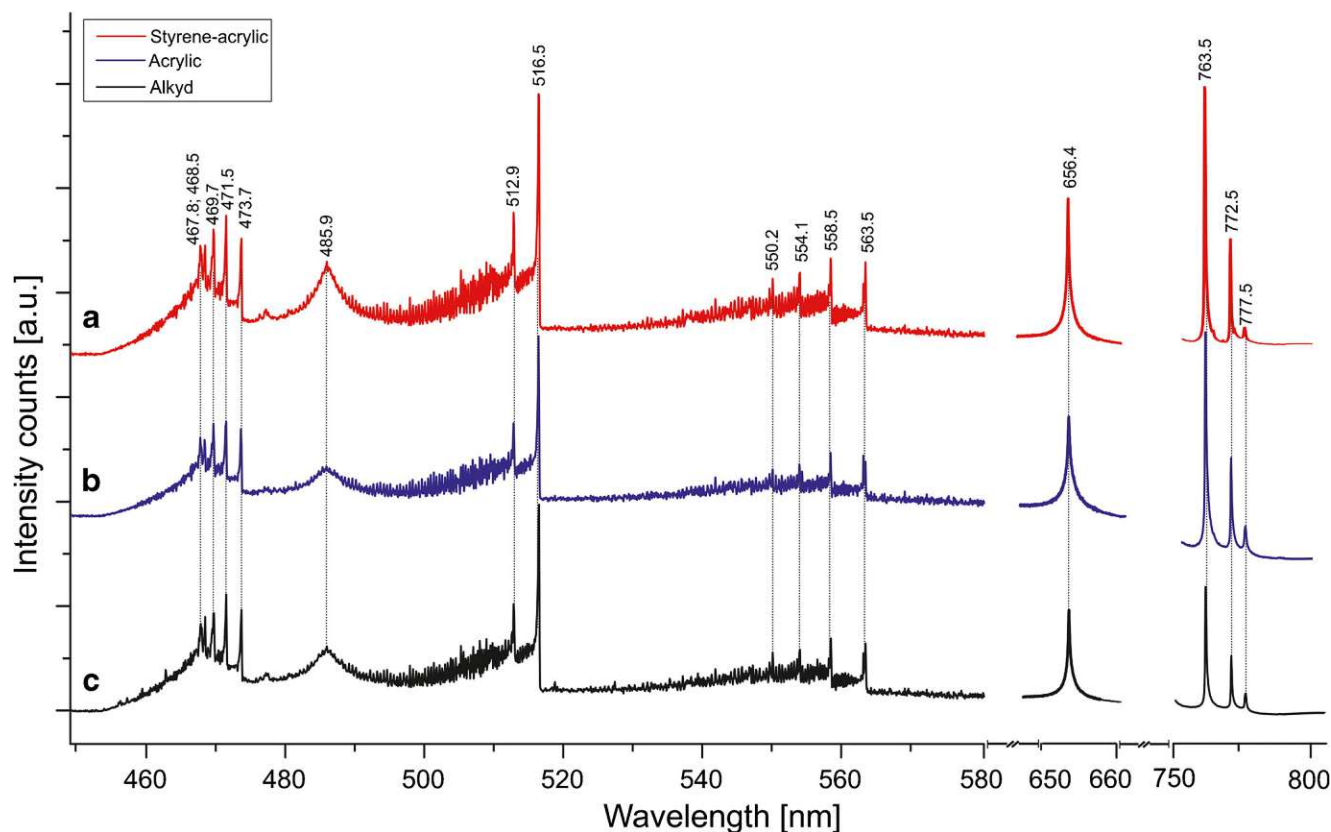 Styrene-acrylic
Acrylic
Alkyd
467.8; 468.5
469.7
471.5
473.7
485.9
512.9
516.5
550.2
554.1
558.5
563.5
656.4
763.5
772.5
777.5
a
b
c
Intensity counts [a.u.]
460 480 500 520 540 560 580 650 660 750 800
Wavelength [nm]